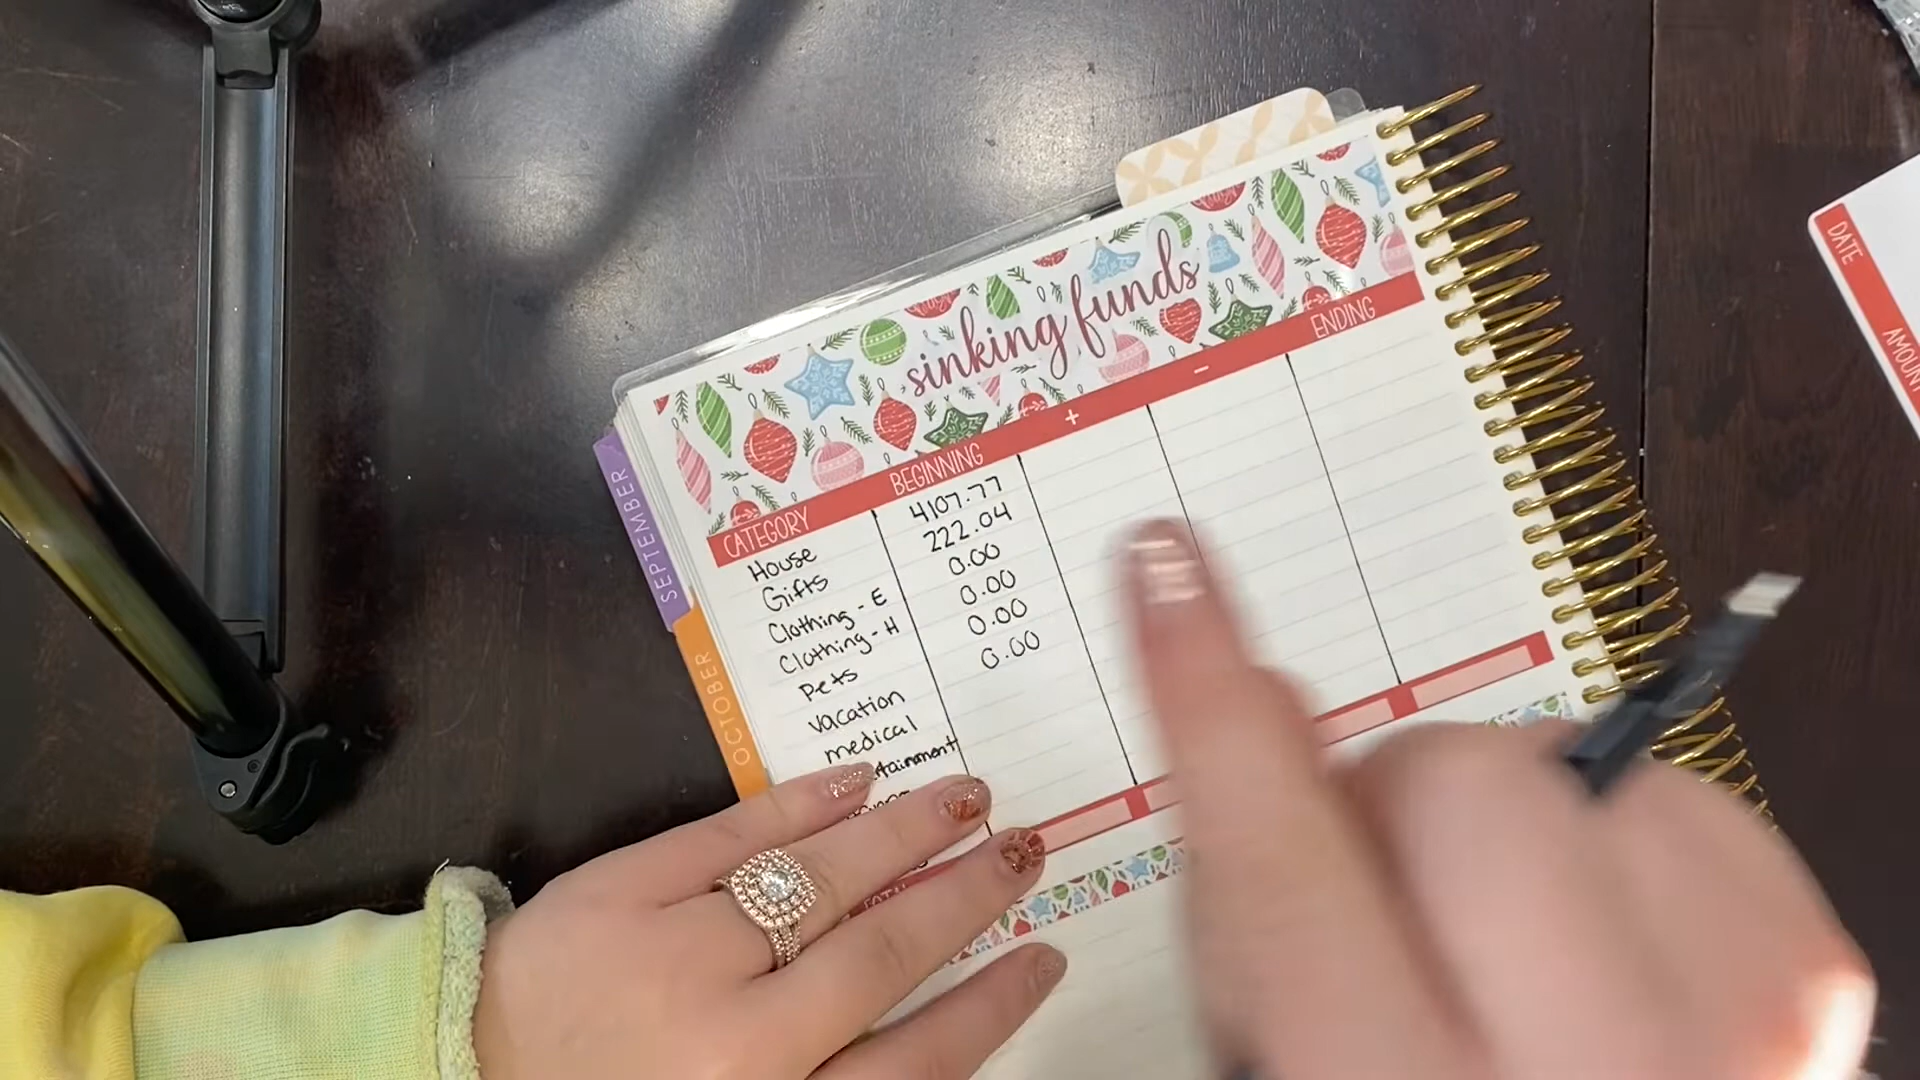 sinking funds
CATEGORY BEGINNING + - ENDING
House 4107.77
Gifts 222.04
Clothing - E 0.00
Clothing - H 0.00
Pets 0.00
Vacation 0.00
medical
SEPTEMBER
OCTOBER
DATE